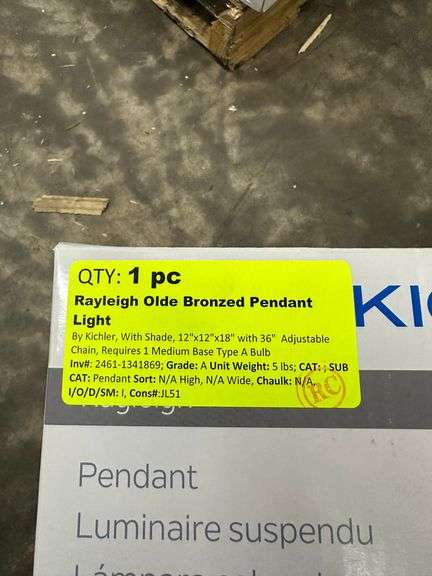 QTY: 1 pc
Rayleigh Olde Bronzed Pendant
Light
By Kichler, With Shade, 12"x12"x18" with 36" Adjustable
Chain, Requires 1 Medium Base Type A Bulb
Inv#: 2461-1341869; Grade: A Unit Weight: 5 lbs; CAT: ; SUB
CAT: Pendant Sort: N/A High, N/A Wide, Chaulk: N/A,
I/O/D/SM: I, Cons#:JL51
RC
KI
Pendant
Luminaire suspendu